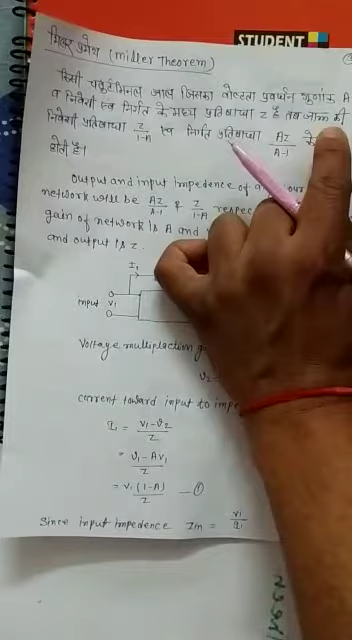 मिलर प्रमेय (miller Theorem)
किसी चतुर्टर्मिनल जाल जिसका वोल्टता प्रवर्धन गुणांक A
व निवेशी एवं निर्गत के मध्य प्रतिबाधा Z है तब जाल की
निवेशी प्रतिबाधा Z/1-A एवं निर्गत प्रतिबाधा AZ/A-1 के
होती है।
Output and input impedence of a
network will be AZ/A-1 & Z/1-A respec
gain of network is A and
and output is Z.
I1
input V1
Voltage multiplaction g
V2=
current toward input to impe
I1 = V1-V2/Z
= V1-AV1/Z
= V1(1-A)/Z — ①
Since input impedence Zin = V1/I1